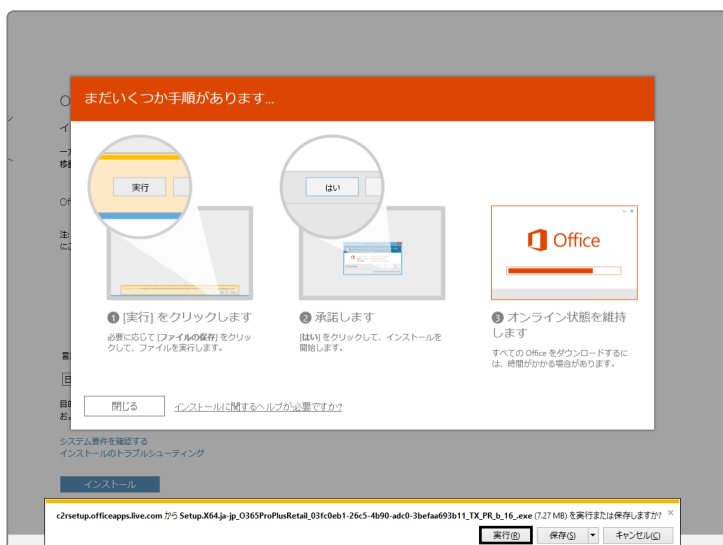 まだいくつか手順があります...
実行
はい
Office
❶ [実行] をクリックします
必要に応じて [ファイルの保存] をクリッ
クして、ファイルを実行します。
❷ 承諾します
[はい] をクリックして、インストールを
開始します。
❸ オンライン状態を維持
します
すべての Office をダウンロードするに
は、時間がかかる場合があります。
閉じる
インストールに関するヘルプが必要ですか?
システム要件を確認する
インストールのトラブルシューティング
インストール
c2rsetup.officeapps.live.com から Setup.X64.ja-jp_O365ProPlusRetail_03fc0eb1-26c5-4b90-adc0-3befaa693b11_TX_PR_b_16_.exe (7.27 MB) を実行または保存しますか? ×
実行(R) 保存(S) キャンセル(C)